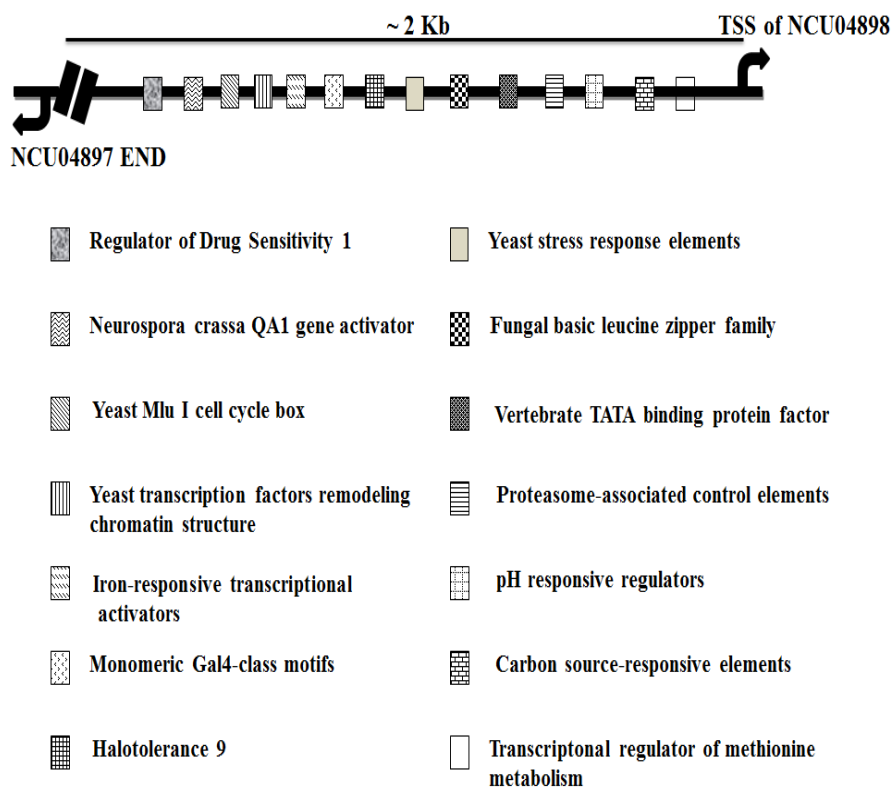 ~ 2 Kb
TSS of NCU04898
NCU04897 END
Regulator of Drug Sensitivity 1
Yeast stress response elements
Neurospora crassa QA1 gene activator
Fungal basic leucine zipper family
Yeast Mlu I cell cycle box
Vertebrate TATA binding protein factor
Yeast transcription factors remodeling
chromatin structure
Proteasome-associated control elements
Iron-responsive transcriptional
activators
pH responsive regulators
Monomeric Gal4-class motifs
Carbon source-responsive elements
Halotolerance 9
Transcriptonal regulator of methionine
metabolism